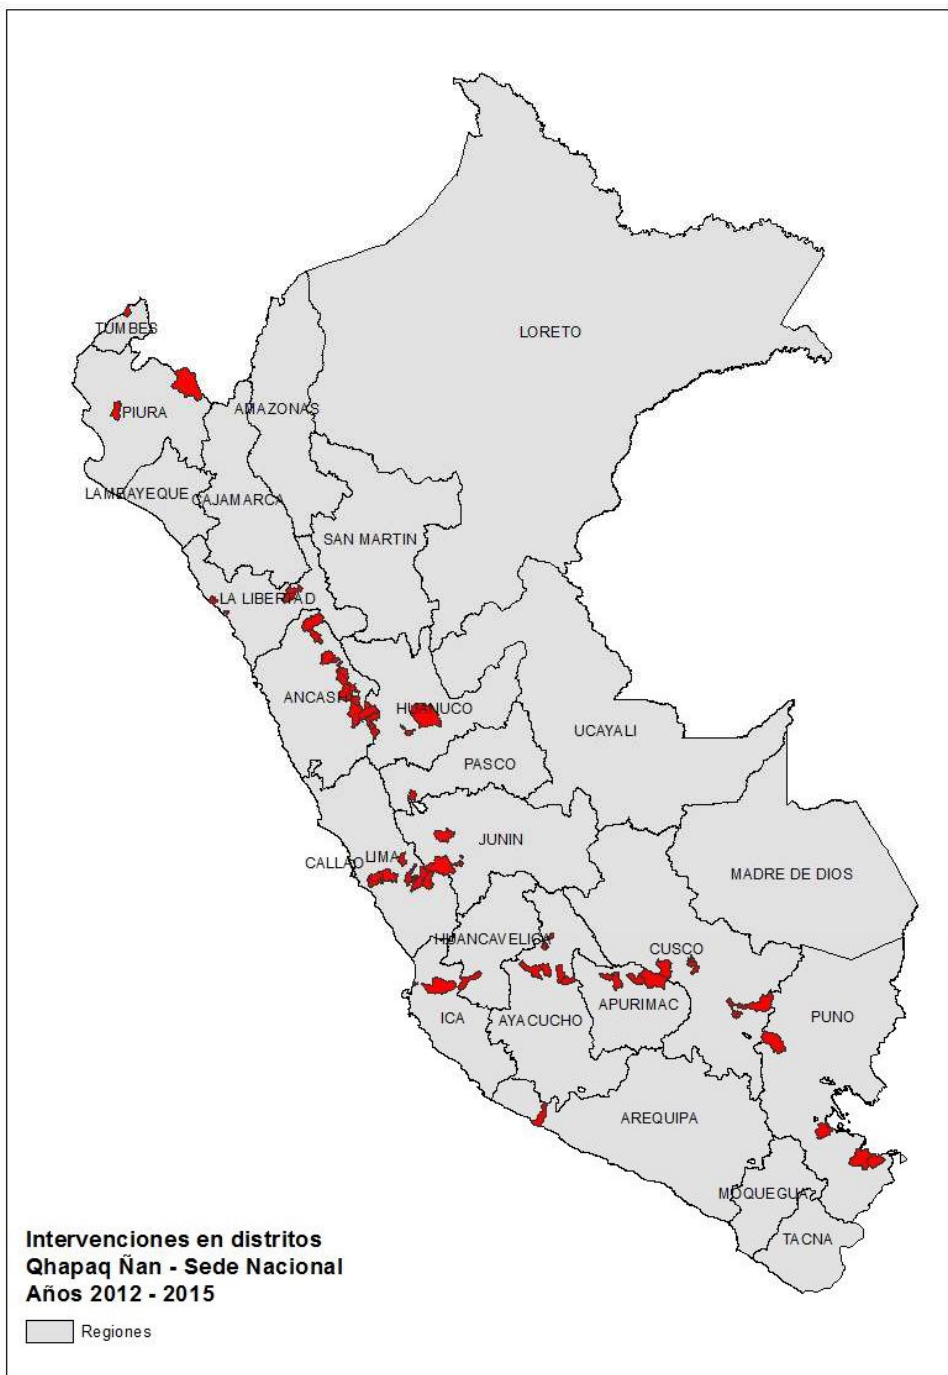 LORETO
TUMBES
AMAZONAS
PIURA
LAMBAYEQUE
CAJAMARCA
SAN MARTIN
LA LIBERTAD
ANCASH
HUANUCO
UCAYALI
PASCO
JUNIN
CALLAO
LIMA
MADRE DE DIOS
HUANCAVELICA
CUSCO
APURIMAC
PUNO
ICA
AYACUCHO
AREQUIPA
MOQUEGUA
TACNA
Intervenciones en distritos
Qhapaq Ñan - Sede Nacional
Años 2012 - 2015
Regiones